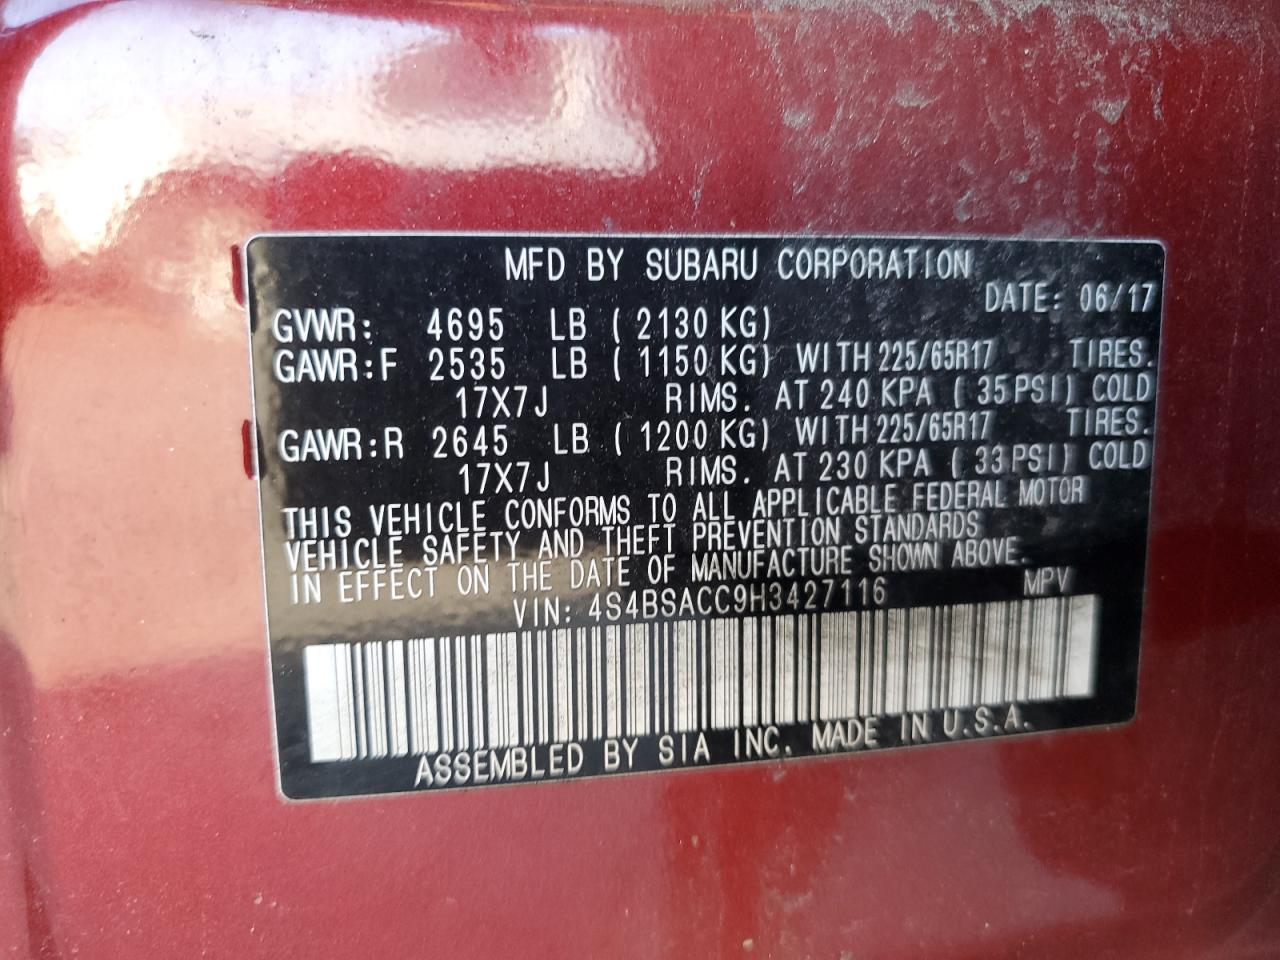 MFD BY SUBARU CORPORATION
DATE: 06/17
GVWR: 4695 LB ( 2130 KG)
GAWR:F 2535 LB ( 1150 KG) WITH 225/65R17 TIRES.
17X7J RIMS. AT 240 KPA ( 35 PSI) COLD
GAWR:R 2645 LB ( 1200 KG) WITH 225/65R17 TIRES.
17X7J RIMS. AT 230 KPA ( 33 PSI) COLD
THIS VEHICLE CONFORMS TO ALL APPLICABLE FEDERAL MOTOR
VEHICLE SAFETY AND THEFT PREVENTION STANDARDS
IN EFFECT ON THE DATE OF MANUFACTURE SHOWN ABOVE.
VIN: 4S4BSACC9H3427116 MPV
ASSEMBLED BY SIA INC. MADE IN U.S.A.